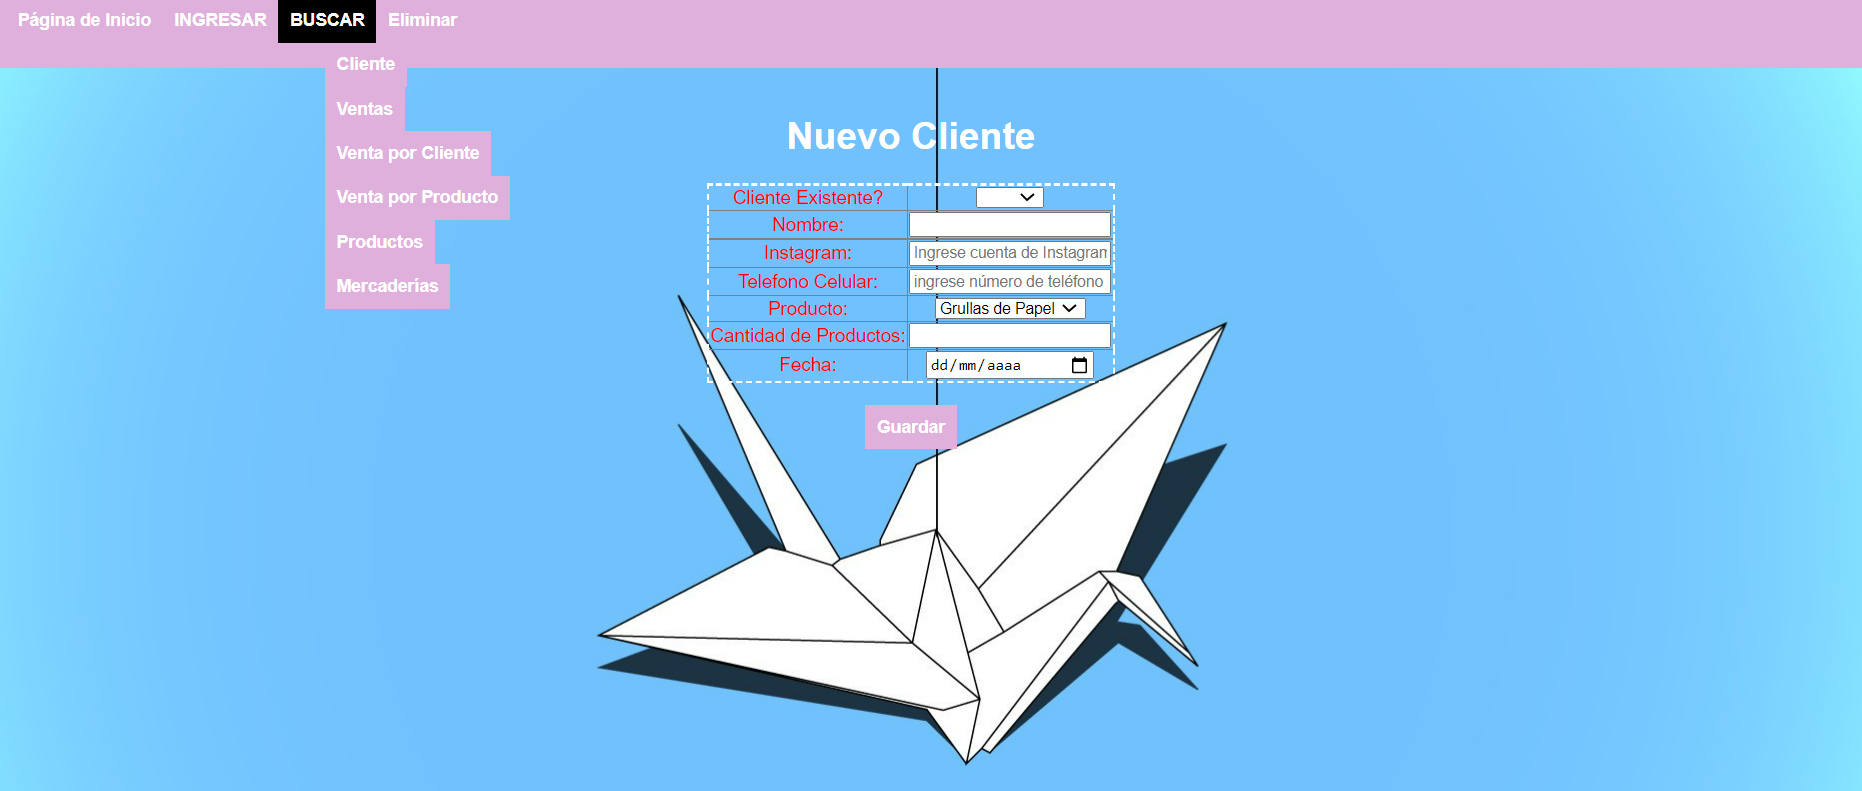 Página de Inicio INGRESAR BUSCAR Eliminar
Cliente
Ventas
Venta por Cliente
Venta por Producto
Productos
Mercaderías
Nuevo Cliente
Cliente Existente?
Nombre:
Instagram: Ingrese cuenta de Instagram
Telefono Celular: ingrese número de teléfono
Producto: Grullas de Papel
Cantidad de Productos:
Fecha: dd/mm/aaaa
Guardar